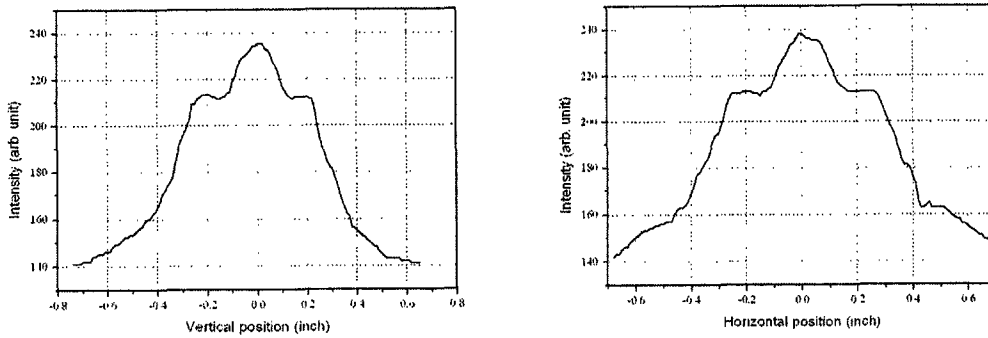 240
220
200
180
160
140
Intensity (arb unit)
-0.8 -0.6 -0.4 -0.2 0.0 0.2 0.4 0.6 0.8
Vertical position (inch)
240
220
200
180
160
140
Intensity (arb. unit)
-0.6 -0.4 -0.2 0.0 0.2 0.4 0.6
Horizontal position (inch)